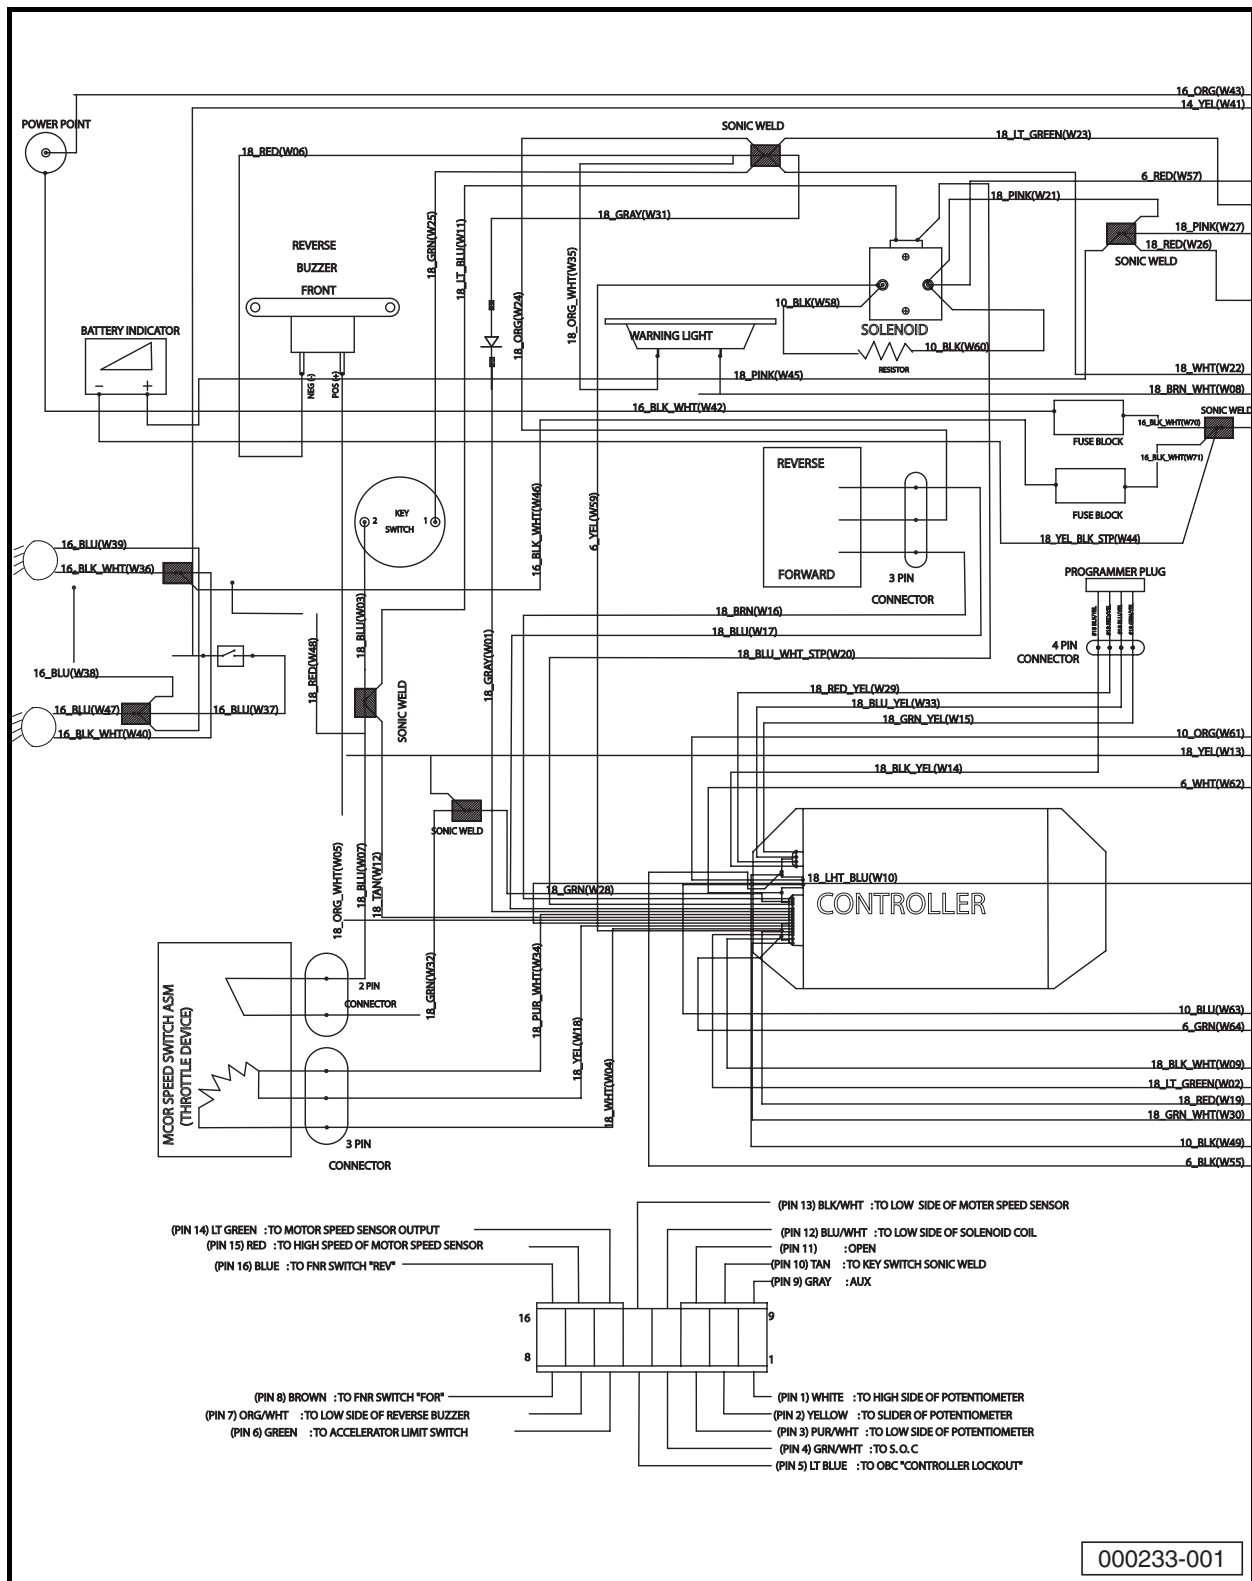 16_ORG(W43)
14_YEL(W41)
POWER POINT
SONIC WELD
18_LT_GREEN(W23)
18_RED(W06)
6_RED(W57)
18_PINK(W21)
18_GRAY(W31)
18_GRN(W25)
18_LT_BLU(W11)
18_PINK(W27)
18_RED(W26)
SONIC WELD
REVERSE
BUZZER
FRONT
18_ORG_WHT(W35)
18_ORG(W24)
10_BLK(W58)
SOLENOID
BATTERY INDICATOR
WARNING LIGHT
10_BLK(W60)
RESISTOR
18_PINK(W45)
18_WHT(W22)
18_BRN_WHT(W08)
- +
NEG (-)
POS (+)
16_BLK_WHT(W42)
SONIC WELD
16_BLK_WHT(W70)
FUSE BLOCK
16_BLK_WHT(W71)
REVERSE
FUSE BLOCK
2 KEY 1
SWITCH
16_BLK_WHT(W46)
6_YEL(W59)
18_YEL_BLK_STP(W44)
16_BLU(W39)
16_BLK_WHT(W36)
FORWARD
3 PIN
CONNECTOR
PROGRAMMER PLUG
#18 BLK/YEL
#18 RED/YEL
#18 BLU/YEL
#18 GRN/YEL
18_BRN(W16)
18_BLU(W17)
18_BLU_WHT_STP(W20)
4 PIN
CONNECTOR
18_BLU(W03)
18_RED(W48)
18_GRAY(W01)
16_BLU(W38)
18_RED_YEL(W29)
18_BLU_YEL(W33)
18_GRN_YEL(W15)
16_BLU(W47)
16_BLU(W37)
SONIC WELD
16_BLK_WHT(W40)
10_ORG(W61)
18_YEL(W13)
18_BLK_YEL(W14)
6_WHT(W62)
SONIC WELD
18_ORG_WHT(W05)
18_BLU(W07)
18_TAN(W12)
18_GRN(W28)
18_LHT_BLU(W10)
CONTROLLER
MCOR SPEED SWITCH ASM
(THROTTLE DEVICE)
2 PIN
CONNECTOR
18_GRN(W32)
18_PUR_WHT(W34)
18_YEL(W18)
18_WHT(W04)
10_BLU(W63)
6_GRN(W64)
18_BLK_WHT(W09)
18_LT_GREEN(W02)
18_RED(W19)
18_GRN_WHT(W30)
3 PIN
CONNECTOR
10_BLK(W49)
6_BLK(W55)
(PIN 13) BLK/WHT :TO LOW SIDE OF MOTER SPEED SENSOR
(PIN 14) LT GREEN :TO MOTOR SPEED SENSOR OUTPUT
(PIN 12) BLU/WHT :TO LOW SIDE OF SOLENOID COIL
(PIN 15) RED :TO HIGH SPEED OF MOTOR SPEED SENSOR
(PIN 11) :OPEN
(PIN 16) BLUE :TO FNR SWITCH "REV"
(PIN 10) TAN :TO KEY SWITCH SONIC WELD
(PIN 9) GRAY :AUX
16 9
8 1
(PIN 8) BROWN :TO FNR SWITCH "FOR"
(PIN 1) WHITE :TO HIGH SIDE OF POTENTIOMETER
(PIN 7) ORG/WHT :TO LOW SIDE OF REVERSE BUZZER
(PIN 2) YELLOW :TO SLIDER OF POTENTIOMETER
(PIN 6) GREEN :TO ACCELERATOR LIMIT SWITCH
(PIN 3) PUR/WHT :TO LOW SIDE OF POTENTIOMETER
(PIN 4) GRN/WHT :TO S. O. C
(PIN 5) LT BLUE :TO OBC "CONTROLLER LOCKOUT"
000233-001